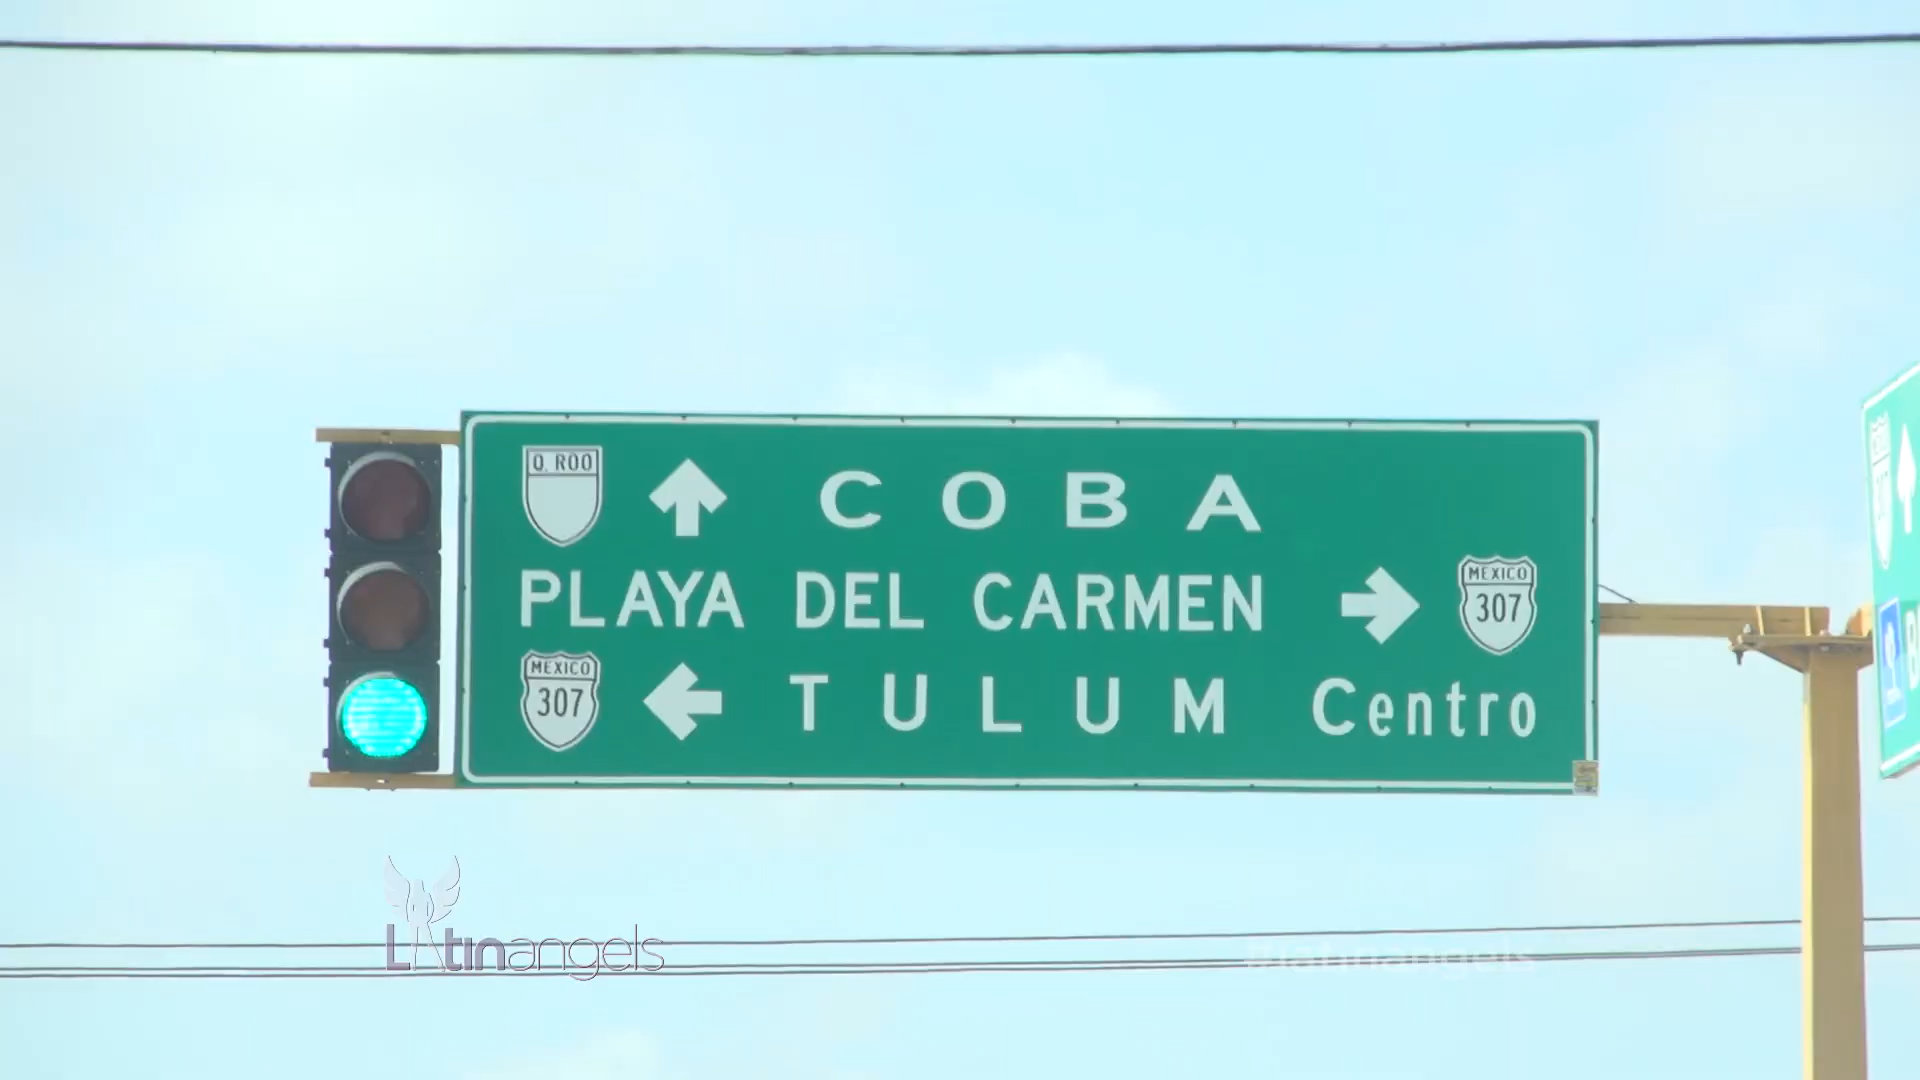 Q. ROO COBA
PLAYA DEL CARMEN MEXICO 307
MEXICO 307 TULUM Centro
Latinangels